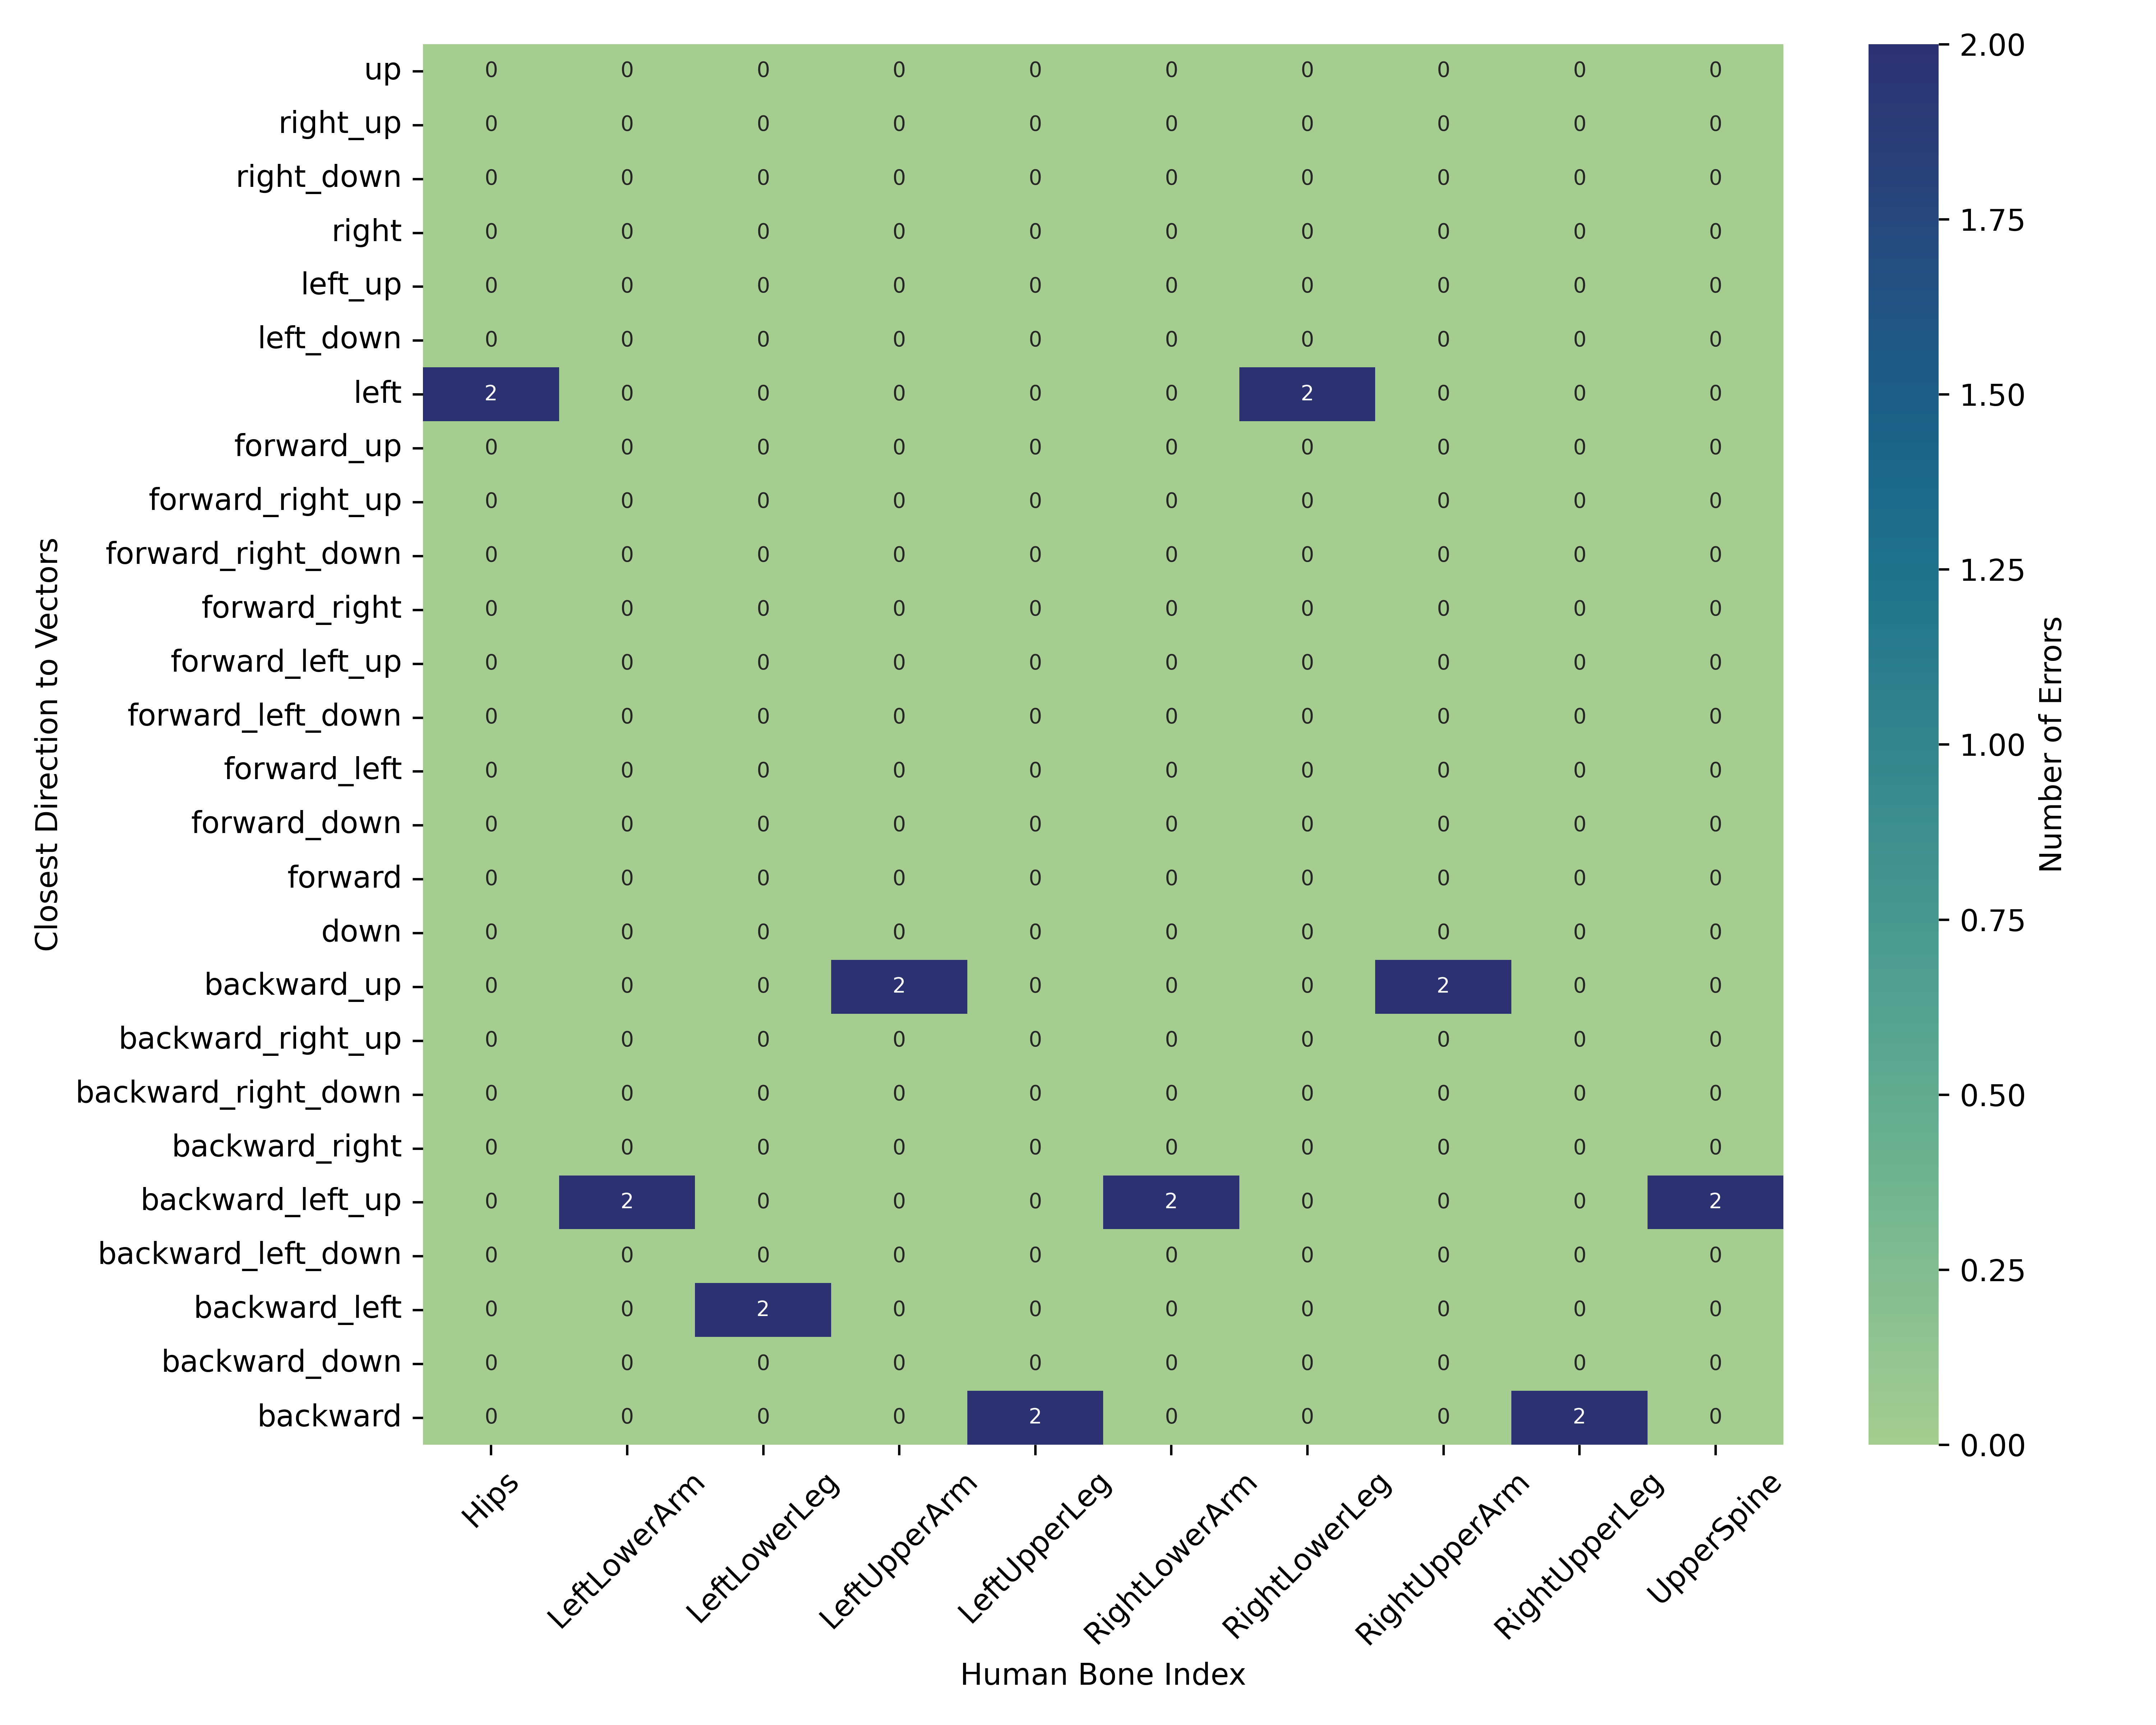 up 0 0 0 0 0 0 0 0 0 0
right_up 0 0 0 0 0 0 0 0 0 0
right_down 0 0 0 0 0 0 0 0 0 0
right 0 0 0 0 0 0 0 0 0 0
left_up 0 0 0 0 0 0 0 0 0 0
left_down 0 0 0 0 0 0 0 0 0 0
left 2 0 0 0 0 0 2 0 0 0
forward_up 0 0 0 0 0 0 0 0 0 0
forward_right_up 0 0 0 0 0 0 0 0 0 0
forward_right_down 0 0 0 0 0 0 0 0 0 0
forward_right 0 0 0 0 0 0 0 0 0 0
forward_left_up 0 0 0 0 0 0 0 0 0 0
forward_left_down 0 0 0 0 0 0 0 0 0 0
forward_left 0 0 0 0 0 0 0 0 0 0
forward_down 0 0 0 0 0 0 0 0 0 0
forward 0 0 0 0 0 0 0 0 0 0
down 0 0 0 0 0 0 0 0 0 0
backward_up 0 0 0 2 0 0 0 2 0 0
backward_right_up 0 0 0 0 0 0 0 0 0 0
backward_right_down 0 0 0 0 0 0 0 0 0 0
backward_right 0 0 0 0 0 0 0 0 0 0
backward_left_up 0 2 0 0 0 2 0 0 0 2
backward_left_down 0 0 0 0 0 0 0 0 0 0
backward_left 0 0 2 0 0 0 0 0 0 0
backward_down 0 0 0 0 0 0 0 0 0 0
backward 0 0 0 0 2 0 0 0 2 0
Closest Direction to Vectors
Hips
LeftLowerArm
LeftLowerLeg
LeftUpperArm
LeftUpperLeg
RightLowerArm
RightLowerLeg
RightUpperArm
RightUpperLeg
UpperSpine
Human Bone Index
2.00
1.75
1.50
1.25
1.00
0.75
0.50
0.25
0.00
Number of Errors